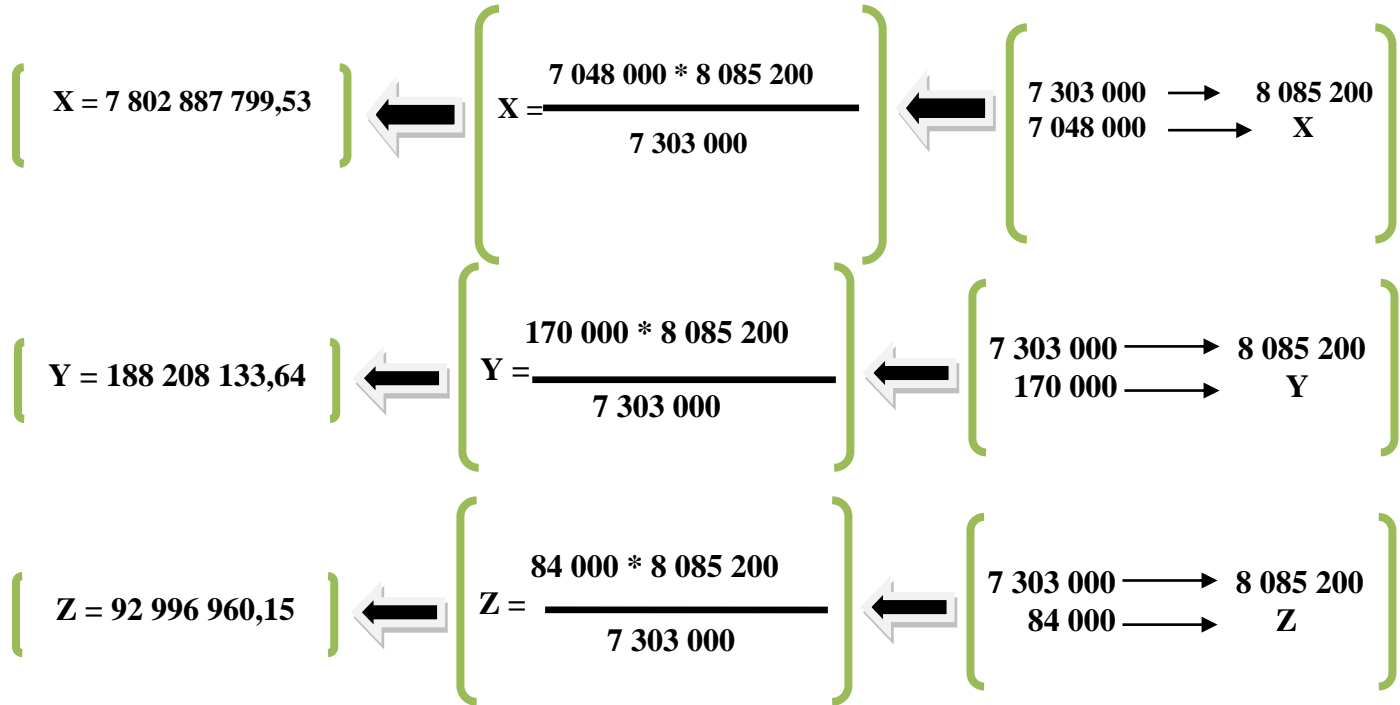 X = 7 802 887 799,53
X =
7 048 000 * 8 085 200
7 303 000
7 303 000 → 8 085 200
7 048 000 → X
Y = 188 208 133,64
Y =
170 000 * 8 085 200
7 303 000
7 303 000 → 8 085 200
170 000 → Y
Z = 92 996 960,15
Z =
84 000 * 8 085 200
7 303 000
7 303 000 → 8 085 200
84 000 → Z